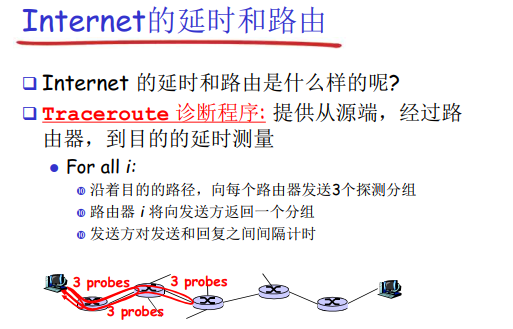 Internet的延时和路由
Internet 的延时和路由是什么样的呢?
Traceroute 诊断程序: 提供从源端，经过路
由器，到目的的延时测量
For all i:
沿着目的的路径，向每个路由器发送3个探测分组
路由器 i 将向发送方返回一个分组
发送方对发送和回复之间间隔计时
3 probes
3 probes
3 probes